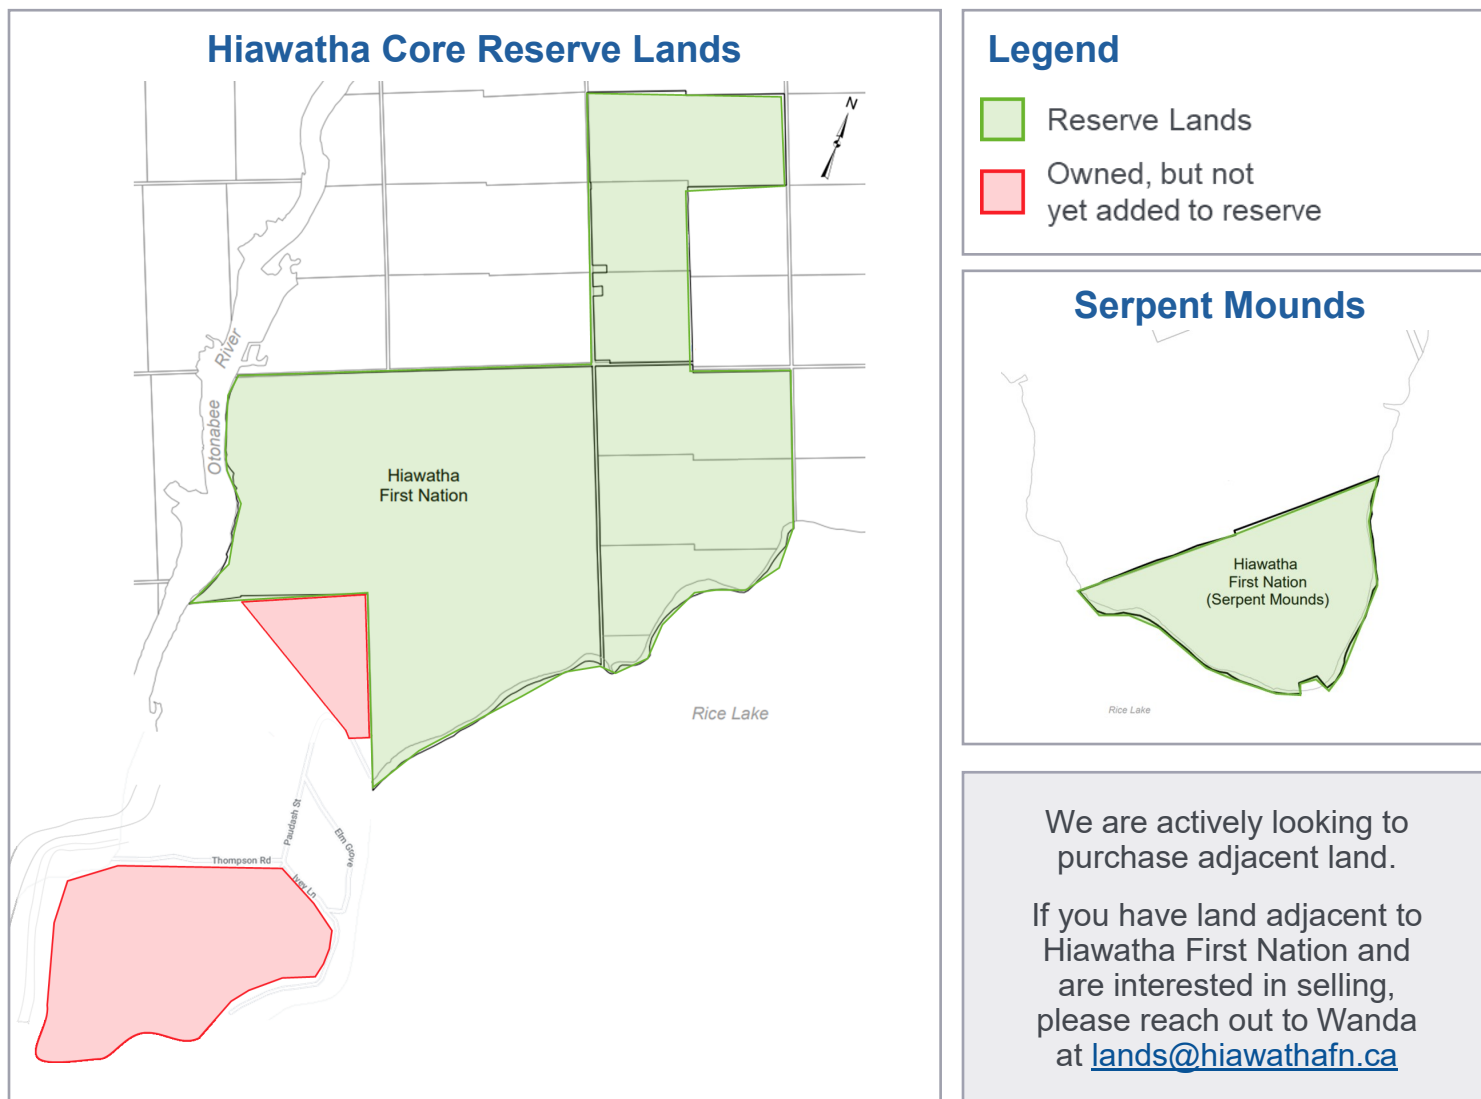 Hiawatha Core Reserve Lands
N
River
Otonabee
Hiawatha
First Nation
Rice Lake
Paudash St
Elm Grove
Thompson Rd
Ivey Ln
Legend
Reserve Lands
Owned, but not
yet added to reserve
Serpent Mounds
Hiawatha
First Nation
(Serpent Mounds)
Rice Lake
We are actively looking to
purchase adjacent land.
If you have land adjacent to
Hiawatha First Nation and
are interested in selling,
please reach out to Wanda
at lands@hiawathafn.ca